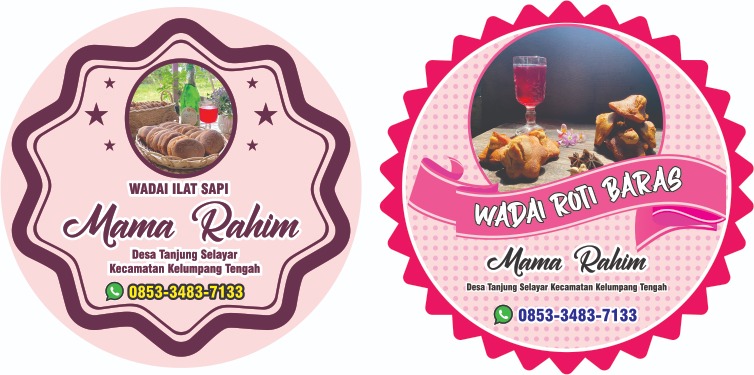 WADAI ILAT SAPI
Mama Rahim
Desa Tanjung Selayar
Kecamatan Kelumpang Tengah
0853-3483-7133
WADAI ROTI BARAS
Mama Rahim
Desa Tanjung Selayar Kecamatan Kelumpang Tengah
0853-3483-7133